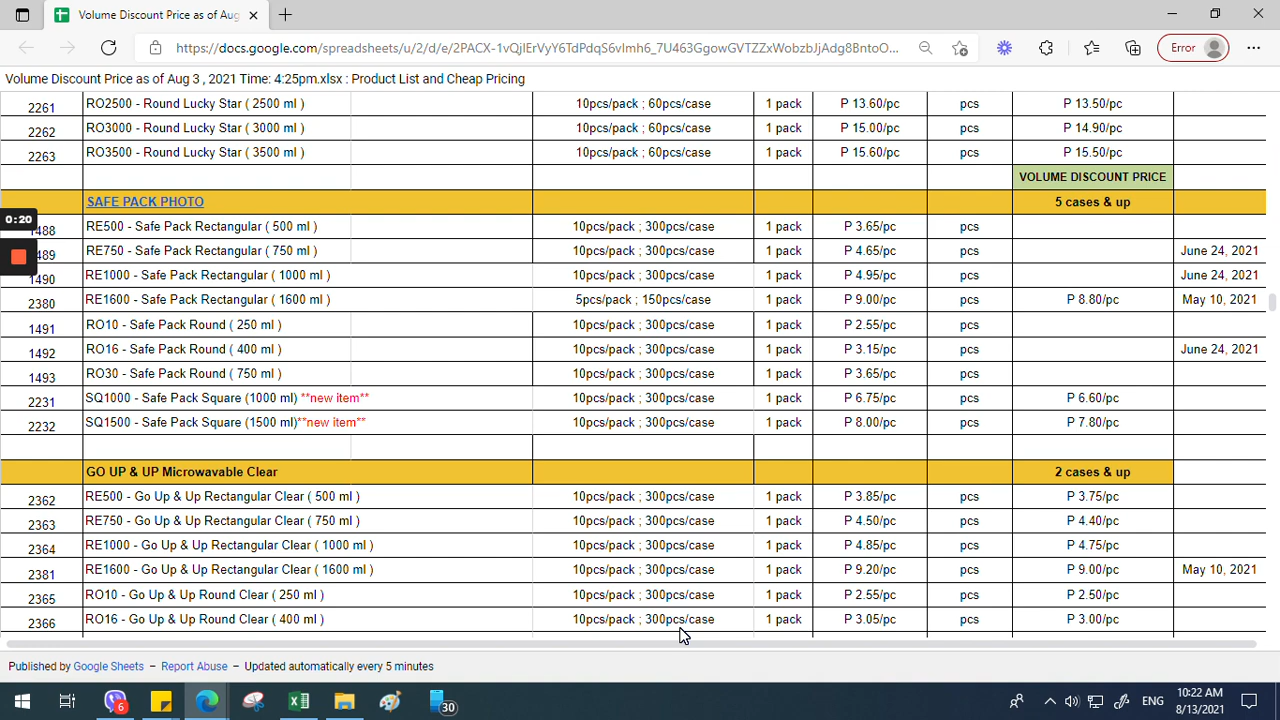 Volume Discount Price as of Aug
https://docs.google.com/spreadsheets/u/2/d/e/2PACX-1vQjIErVyY6TdPdqS6vImh6_7U463GgowGVTZZxWobzbJjAdg8BntoO...
Error
Volume Discount Price as of Aug 3 , 2021 Time: 4:25pm.xlsx : Product List and Cheap Pricing
2261 RO2500 - Round Lucky Star ( 2500 ml ) 10pcs/pack ; 60pcs/case 1 pack P 13.60/pc pcs P 13.50/pc
2262 RO3000 - Round Lucky Star ( 3000 ml ) 10pcs/pack ; 60pcs/case 1 pack P 15.00/pc pcs P 14.90/pc
2263 RO3500 - Round Lucky Star ( 3500 ml ) 10pcs/pack ; 60pcs/case 1 pack P 15.60/pc pcs P 15.50/pc
VOLUME DISCOUNT PRICE
SAFE PACK PHOTO 5 cases & up
0:20
1488 RE500 - Safe Pack Rectangular ( 500 ml ) 10pcs/pack ; 300pcs/case 1 pack P 3.65/pc pcs
489 RE750 - Safe Pack Rectangular ( 750 ml ) 10pcs/pack ; 300pcs/case 1 pack P 4.65/pc pcs June 24, 2021
1490 RE1000 - Safe Pack Rectangular ( 1000 ml ) 10pcs/pack ; 300pcs/case 1 pack P 4.95/pc pcs June 24, 2021
2380 RE1600 - Safe Pack Rectangular ( 1600 ml ) 5pcs/pack ; 150pcs/case 1 pack P 9.00/pc pcs P 8.80/pc May 10, 2021
1491 RO10 - Safe Pack Round ( 250 ml ) 10pcs/pack ; 300pcs/case 1 pack P 2.55/pc pcs
1492 RO16 - Safe Pack Round ( 400 ml ) 10pcs/pack ; 300pcs/case 1 pack P 3.15/pc pcs June 24, 2021
1493 RO30 - Safe Pack Round ( 750 ml ) 10pcs/pack ; 300pcs/case 1 pack P 3.65/pc pcs
2231 SQ1000 - Safe Pack Square (1000 ml) **new item** 10pcs/pack ; 300pcs/case 1 pack P 6.75/pc pcs P 6.60/pc
2232 SQ1500 - Safe Pack Square (1500 ml)**new item** 10pcs/pack ; 300pcs/case 1 pack P 8.00/pc pcs P 7.80/pc
GO UP & UP Microwavable Clear 2 cases & up
2362 RE500 - Go Up & Up Rectangular Clear ( 500 ml ) 10pcs/pack ; 300pcs/case 1 pack P 3.85/pc pcs P 3.75/pc
2363 RE750 - Go Up & Up Rectangular Clear ( 750 ml ) 10pcs/pack ; 300pcs/case 1 pack P 4.50/pc pcs P 4.40/pc
2364 RE1000 - Go Up & Up Rectangular Clear ( 1000 ml ) 10pcs/pack ; 300pcs/case 1 pack P 4.85/pc pcs P 4.75/pc
2381 RE1600 - Go Up & Up Rectangular Clear ( 1600 ml ) 10pcs/pack ; 300pcs/case 1 pack P 9.20/pc pcs P 9.00/pc May 10, 2021
2365 RO10 - Go Up & Up Round Clear ( 250 ml ) 10pcs/pack ; 300pcs/case 1 pack P 2.55/pc pcs P 2.50/pc
2366 RO16 - Go Up & Up Round Clear ( 400 ml ) 10pcs/pack ; 300pcs/case 1 pack P 3.05/pc pcs P 3.00/pc
Published by Google Sheets – Report Abuse – Updated automatically every 5 minutes
6
30
ENG
10:22 AM
8/13/2021